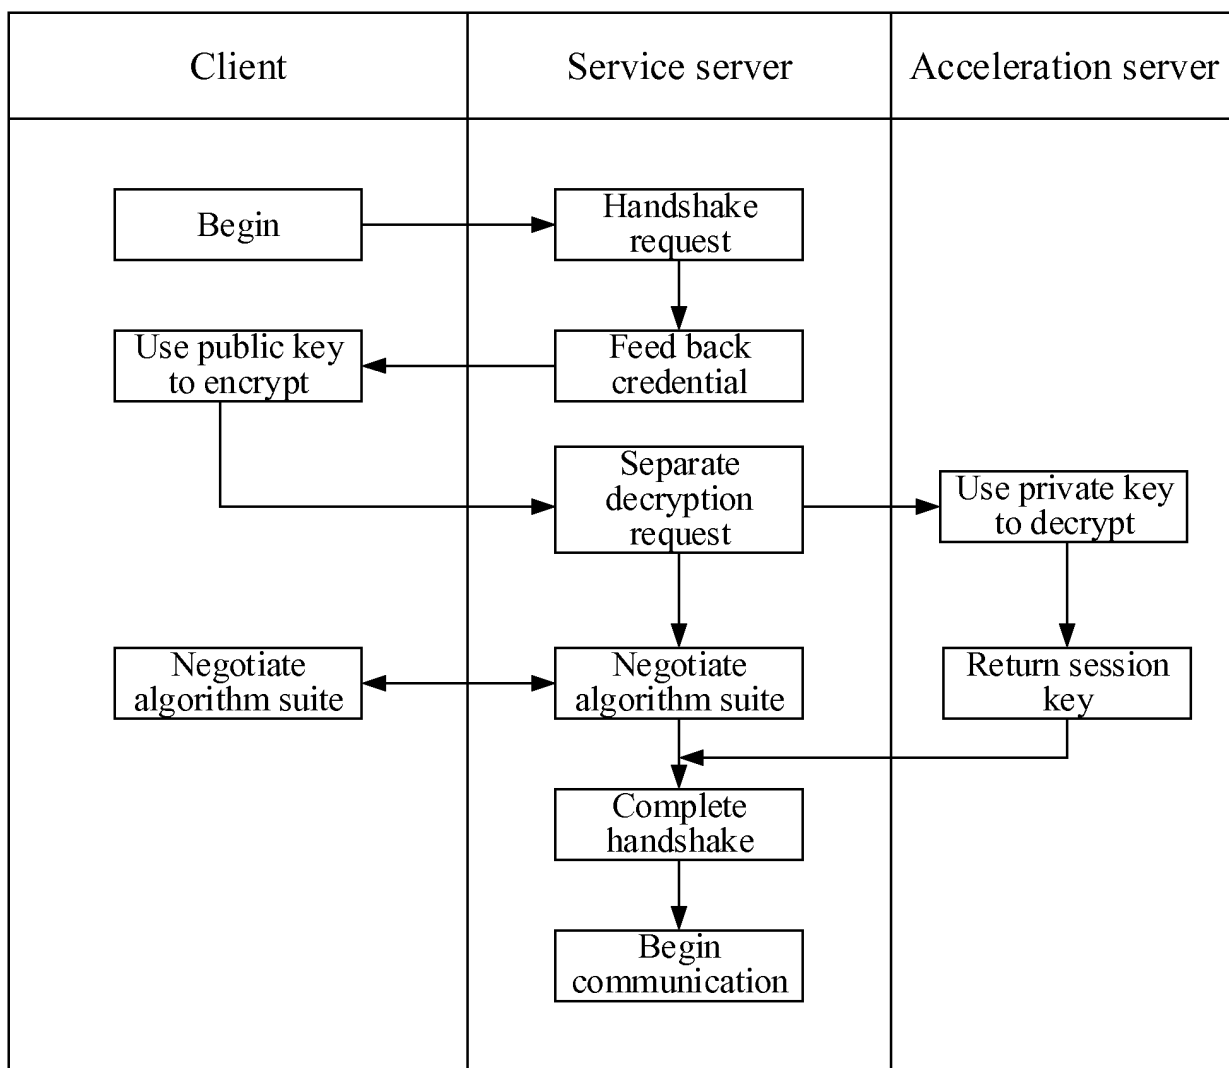 Client
Service server
Acceleration server
Begin
Handshake
request
Use public key
to encrypt
Feed back
credential
Separate
decryption
request
Use private key
to decrypt
Negotiate
algorithm suite
Negotiate
algorithm suite
Return session
key
Complete
handshake
Begin
communication